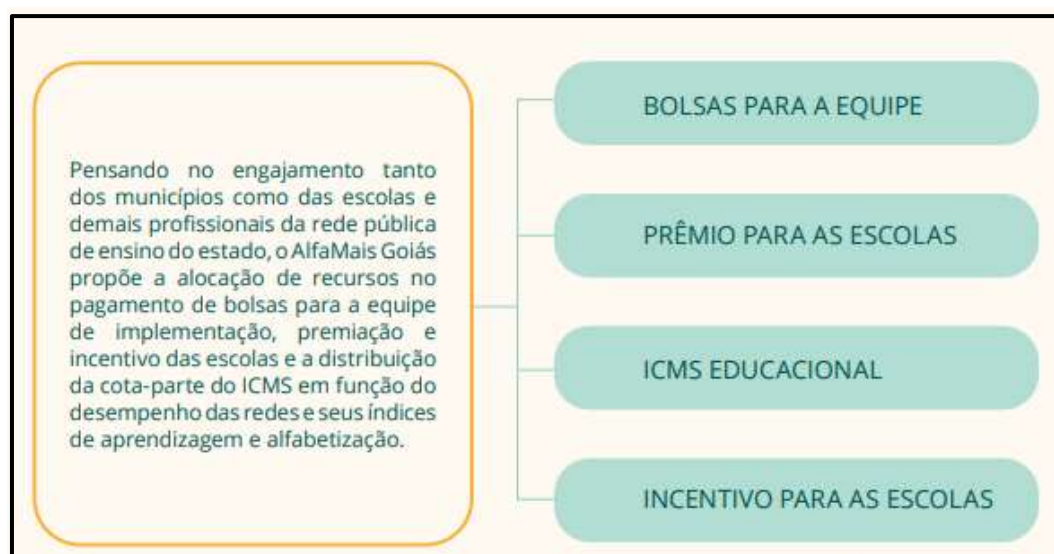 Pensando no engajamento tanto
dos municípios como das escolas e
demais profissionais da rede pública
de ensino do estado, o AlfaMais Goiás
propõe a alocação de recursos no
pagamento de bolsas para a equipe
de implementação, premiação e
incentivo das escolas e a distribuição
da cota-parte do ICMS em função do
desempenho das redes e seus índices
de aprendizagem e alfabetização.
BOLSAS PARA A EQUIPE
PRÊMIO PARA AS ESCOLAS
ICMS EDUCACIONAL
INCENTIVO PARA AS ESCOLAS